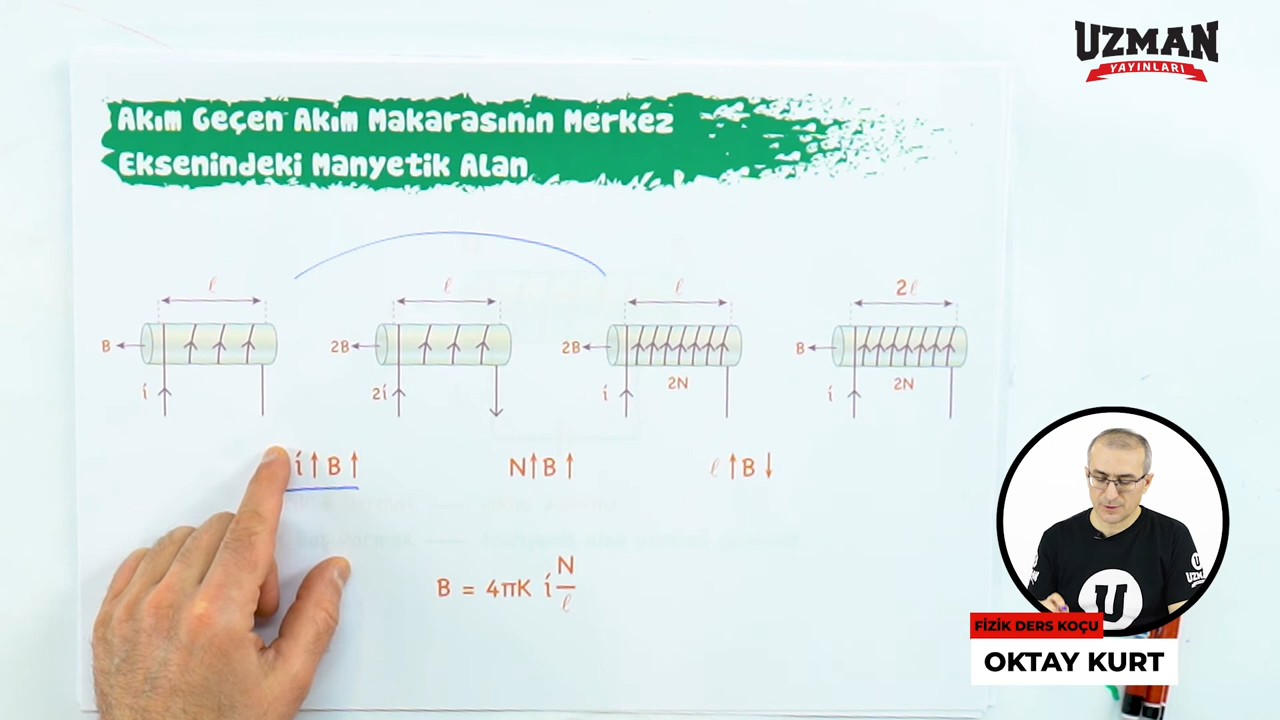 UZMAN
YAYINLARI
Akım Geçen Akım Makarasının Merkez
Eksenindeki Manyetik Alan
ℓ
ℓ
ℓ
2ℓ
B
2B
2B
B
i
2i
i
2N
i
2N
i↑ B↑
N↑B↑
ℓ↑B↓
B = 4πK i N/ℓ
U
UZMAN
FİZİK DERS KOÇU
OKTAY KURT